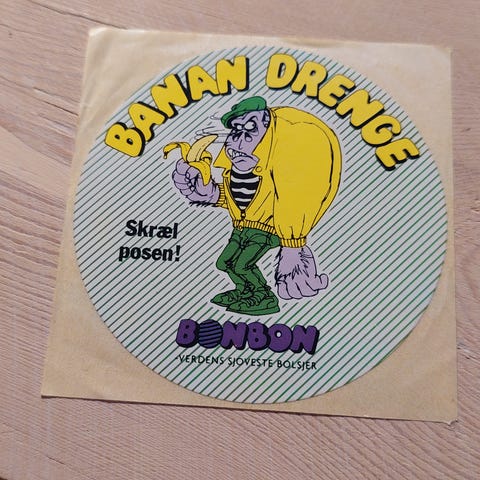 BANAN DRENGE
Skræl
posen!
BONBON
VERDENS SJOVESTE BOLSJER